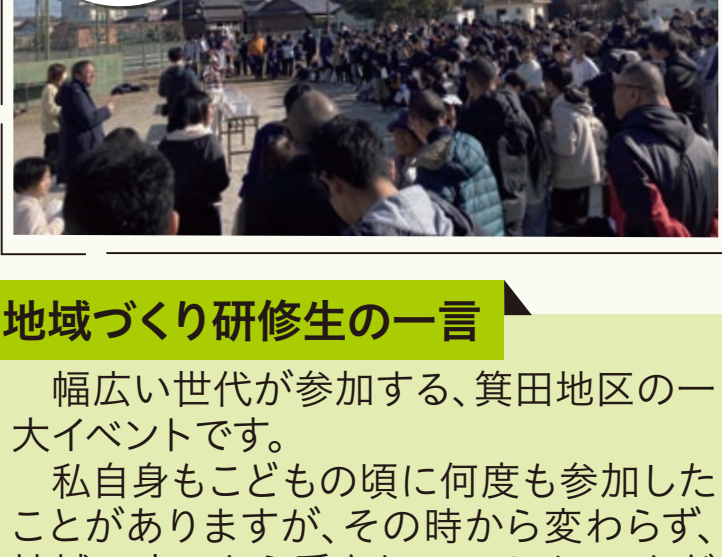 地域づくり研修生の一言
幅広い世代が参加する、箕田地区の一
大イベントです。
私自身もこどもの頃に何度も参加した
ことがありますが、その時から変わらず、